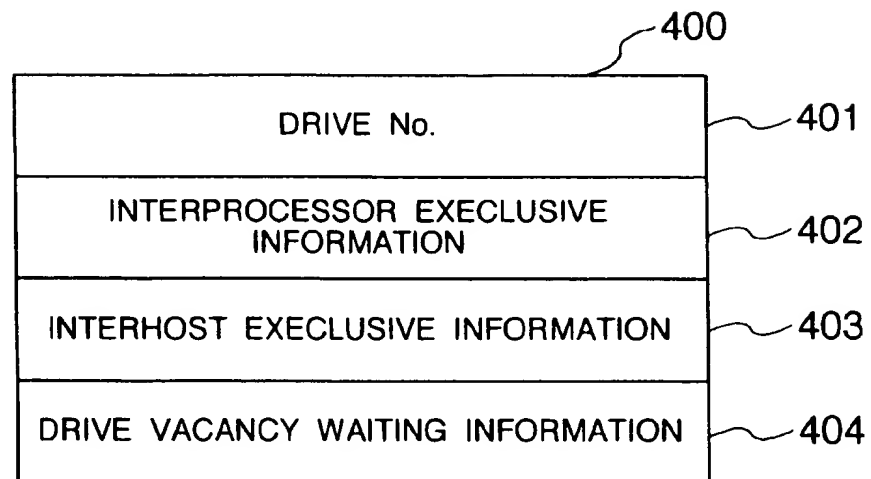 400
DRIVE No.
401
INTERPROCESSOR EXECLUSIVE
INFORMATION
402
INTERHOST EXECLUSIVE INFORMATION
403
DRIVE VACANCY WAITING INFORMATION
404